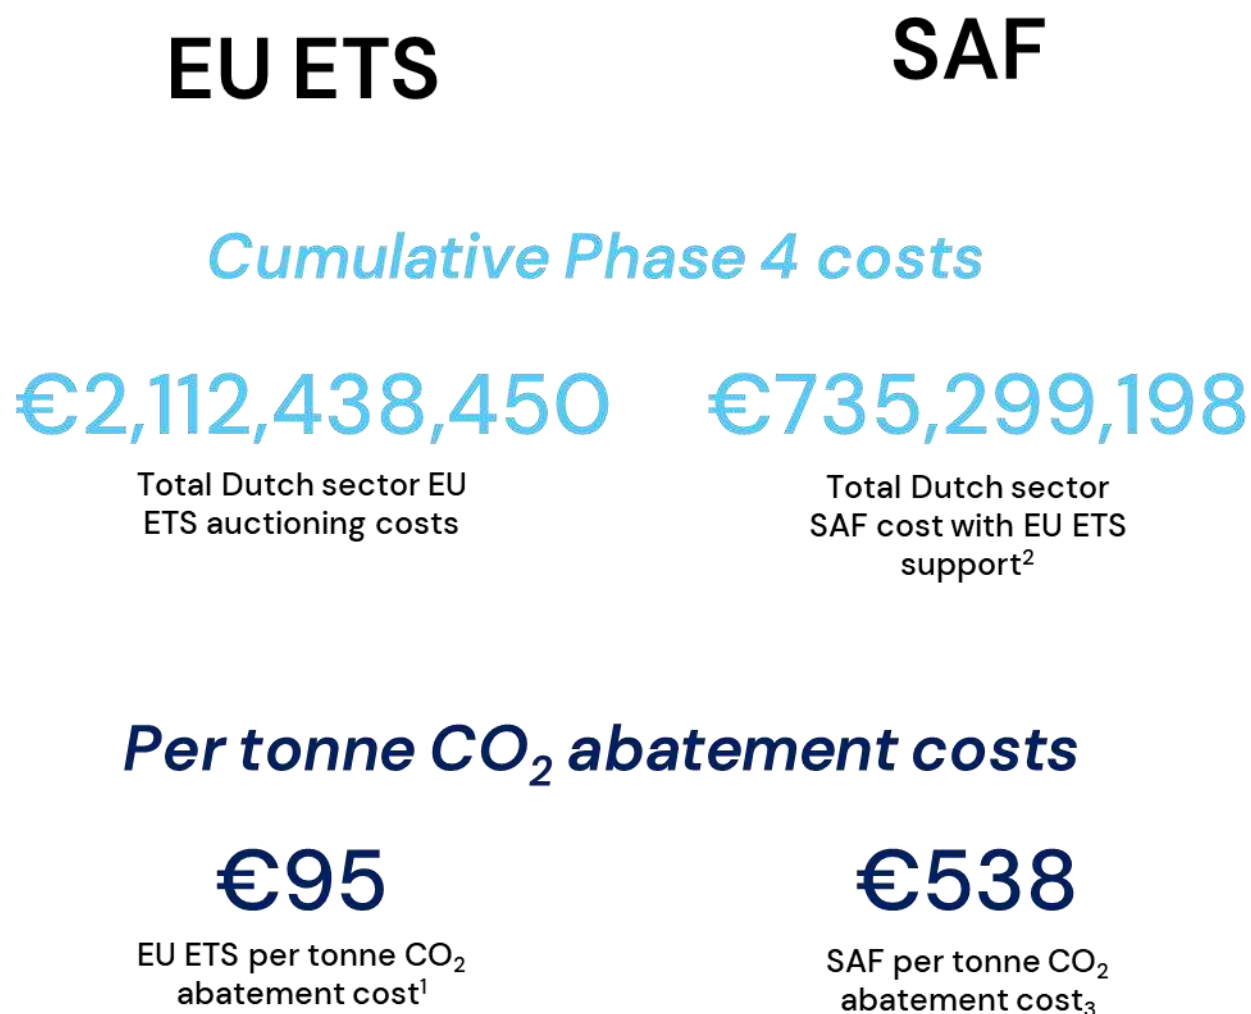 EU ETS
SAF
Cumulative Phase 4 costs
€2,112,438,450
€735,299,198
Total Dutch sector EU
ETS auctioning costs
Total Dutch sector
SAF cost with EU ETS
support²
Per tonne CO₂ abatement costs
€95
€538
EU ETS per tonne CO₂
abatement cost¹
SAF per tonne CO₂
abatement cost₃